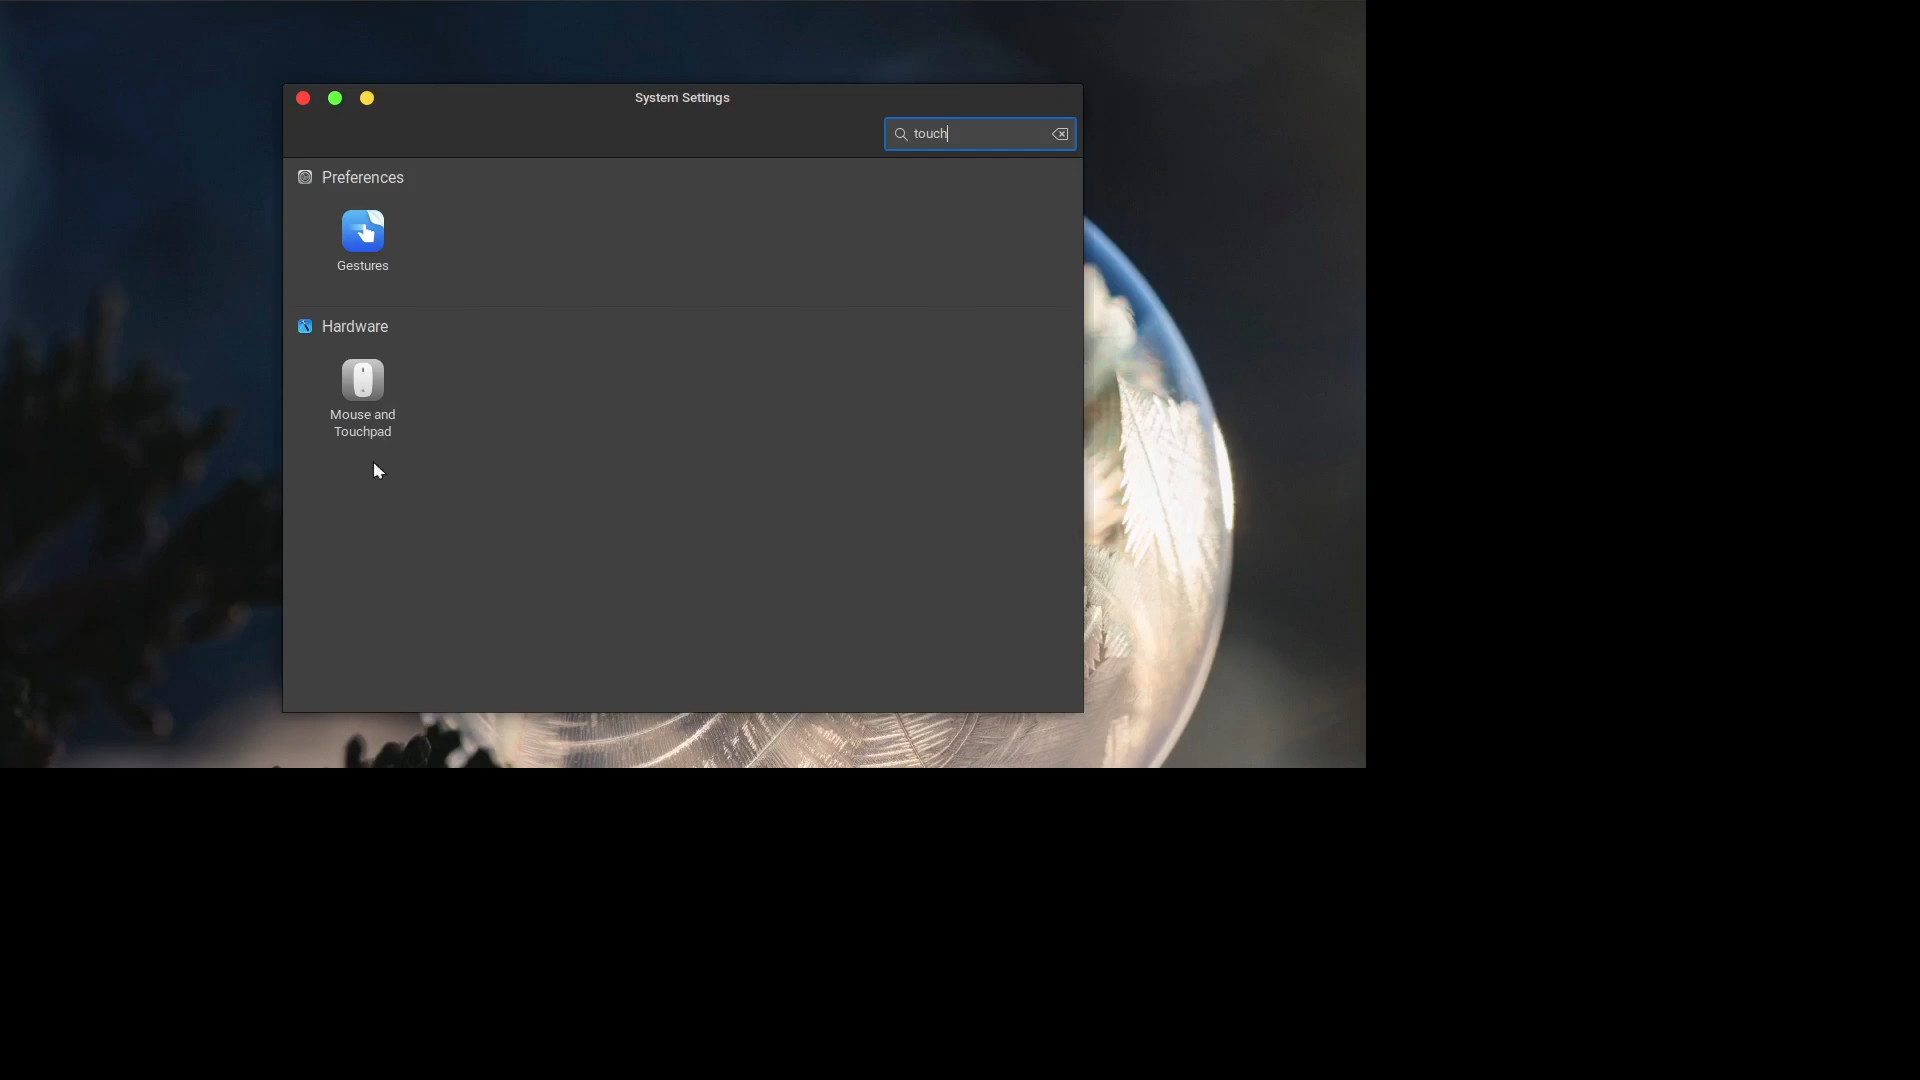 System Settings
touch
Preferences
Gestures
Hardware
Mouse and
Touchpad